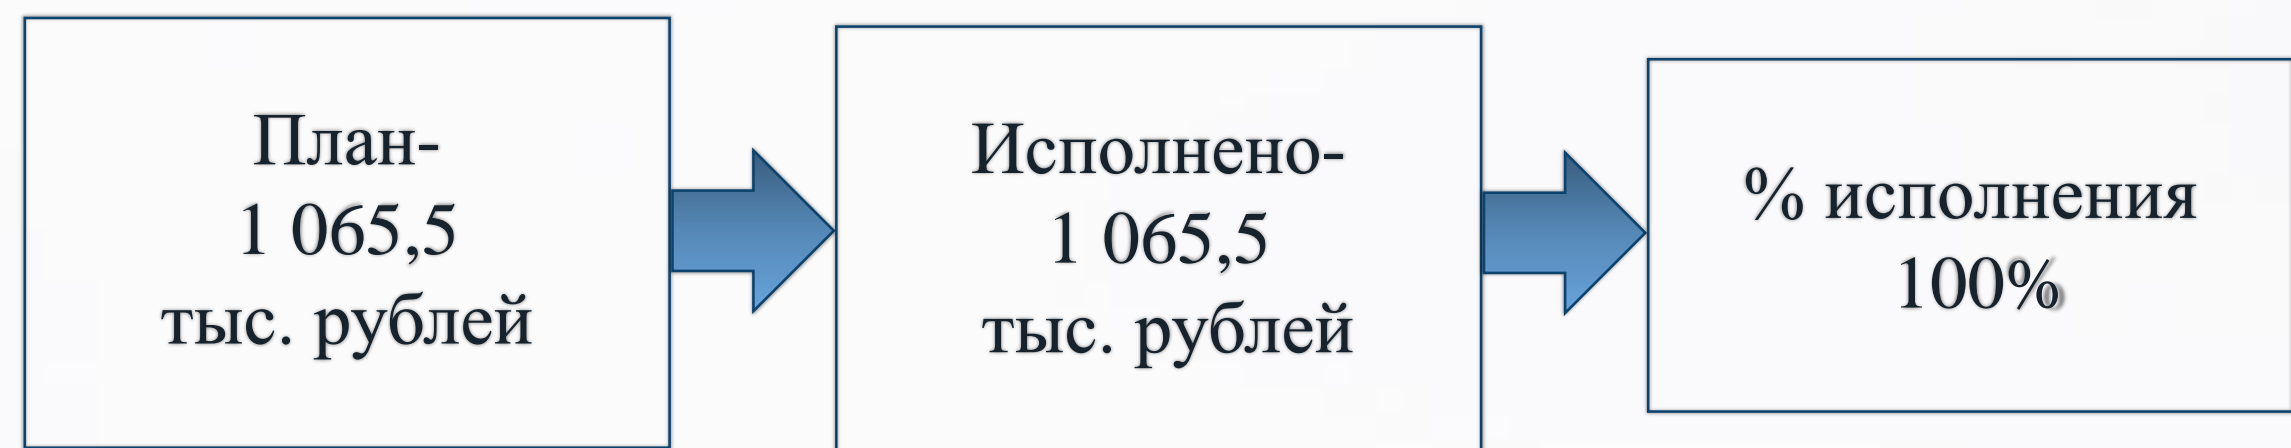 План-
1 065,5
тыс. рублей
Исполнено-
1 065,5
тыс. рублей
% исполнения
100%